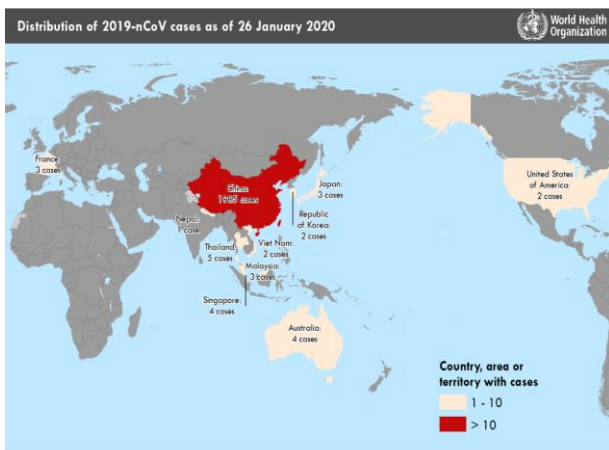 Distribution of 2019-nCoV cases as of 26 January 2020
World Health
Organization
France:
3 cases
China:
1985 cases
Japan:
3 cases
United States
of America:
2 cases
Nepal:
1 case
Republic
of Korea:
2 cases
Thailand:
5 cases
Viet Nam:
2 cases
Malaysia:
3 cases
Singapore:
4 cases
Australia:
4 cases
Country, area or
territory with cases
1 - 10
> 10